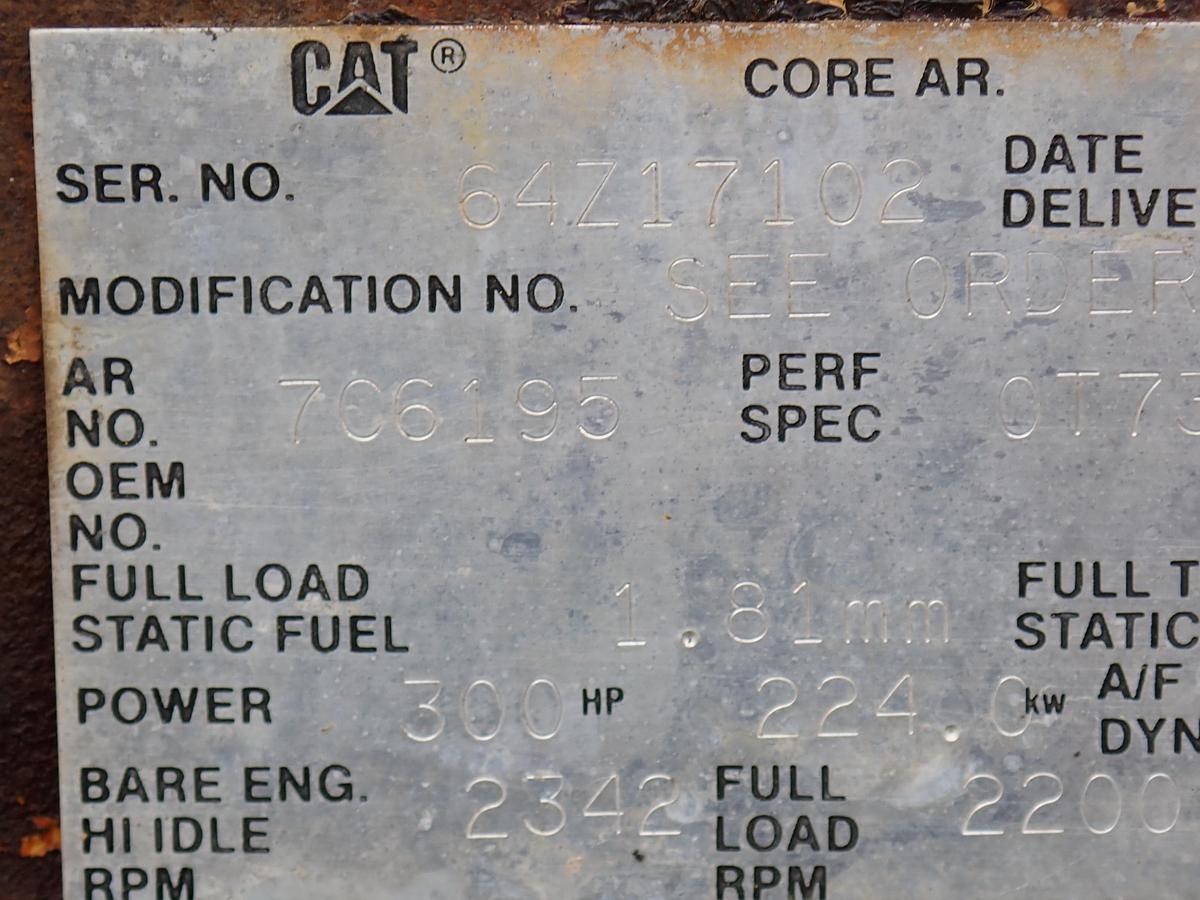 CAT ® CORE AR.
SER. NO. 64Z17102 DATE DELIVE
MODIFICATION NO. SEE ORDER
AR NO. 7C6195 PERF SPEC 0T73
OEM NO.
FULL LOAD STATIC FUEL 1.81mm FULL T STATIC
POWER 300 HP 224.0 kw A/F DYN
BARE ENG. HI IDLE RPM 2342 FULL LOAD RPM 2200